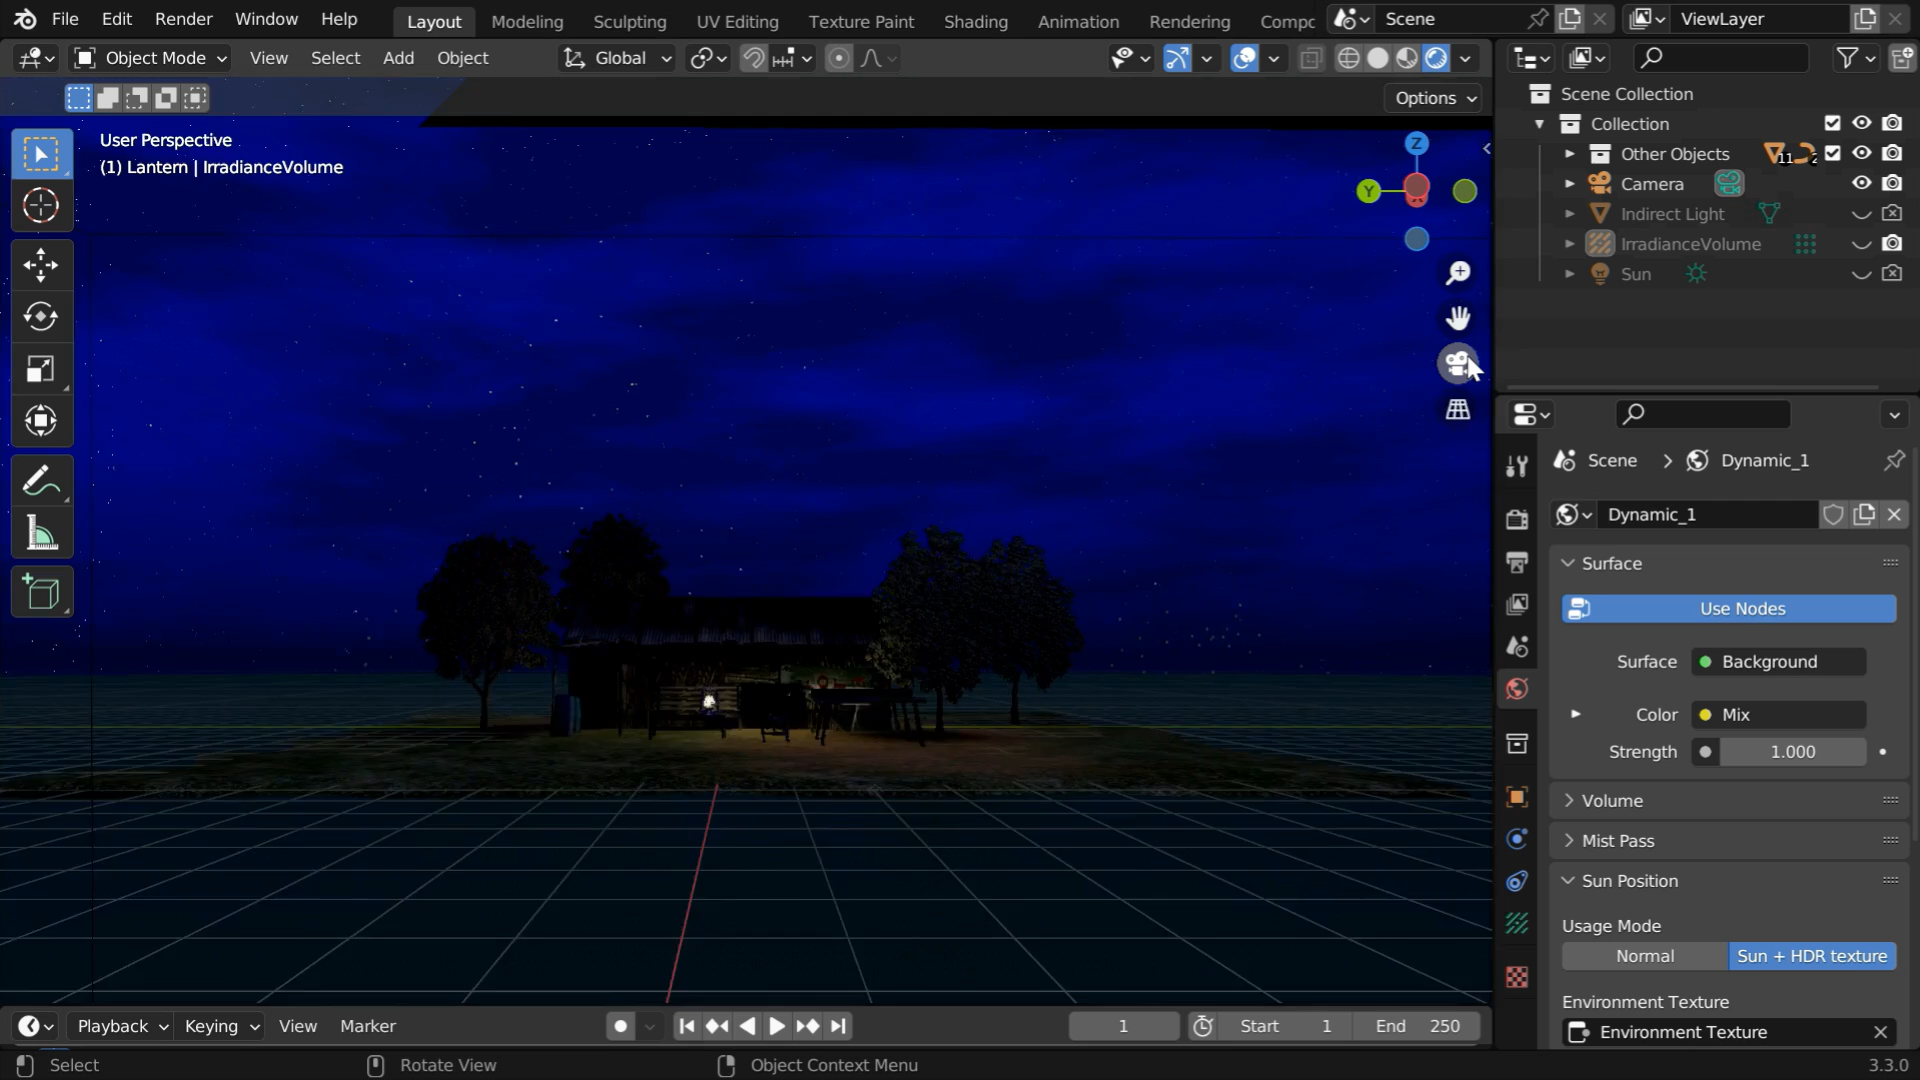 File Edit Render Window Help Layout Modeling Sculpting UV Editing Texture Paint Shading Animation Rendering Compc Scene ViewLayer
Object Mode View Select Add Object Global
Options
User Perspective
(1) Lantern | IrradianceVolume
Z
Y
Scene Collection
Collection
Other Objects 11 2
Camera
Indirect Light
IrradianceVolume
Sun
Scene > Dynamic_1
Dynamic_1
Surface
Use Nodes
Surface Background
Color Mix
Strength 1.000
Volume
Mist Pass
Sun Position
Usage Mode
Normal Sun + HDR texture
Environment Texture
Environment Texture
Playback Keying View Marker 1 Start 1 End 250
Select Rotate View Object Context Menu 3.3.0